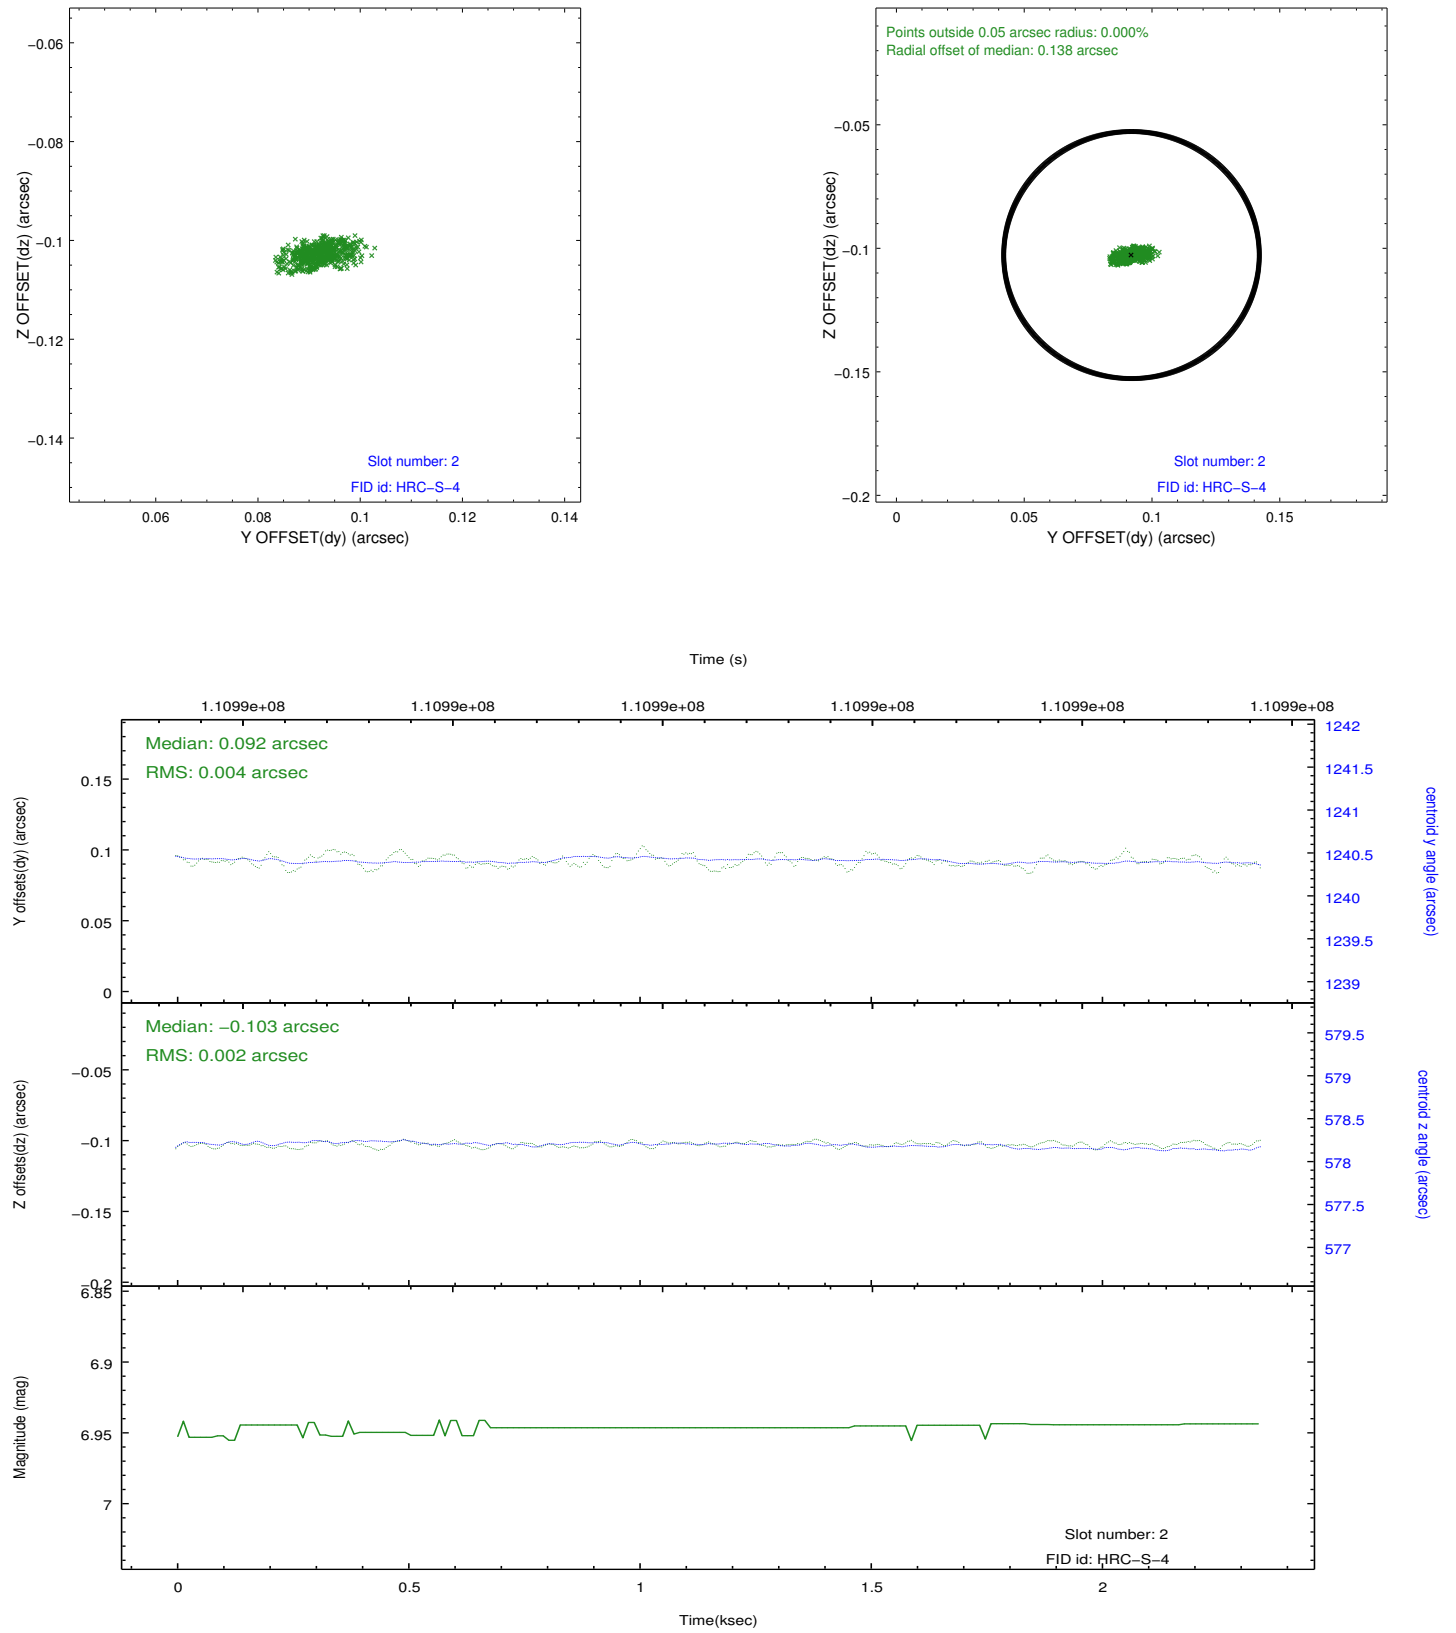 −0.06
−0.08
−0.1
−0.12
−0.14
Z OFFSET(dz) (arcsec)
Slot number: 2
FID id: HRC−S−4
0.06 0.08 0.1 0.12 0.14
Y OFFSET(dy) (arcsec)
Points outside 0.05 arcsec radius: 0.000%
Radial offset of median: 0.138 arcsec
−0.05
−0.1
−0.15
−0.2
Z OFFSET(dz) (arcsec)
Slot number: 2
FID id: HRC−S−4
0 0.05 0.1 0.15
Y OFFSET(dy) (arcsec)
Time (s)
1.1099e+08 1.1099e+08 1.1099e+08 1.1099e+08 1.1099e+08 1.1099e+08
Median: 0.092 arcsec
RMS: 0.004 arcsec
0.15
0.1
0.05
0
Y offsets(dy) (arcsec)
1242
1241.5
1241
1240.5
1240
1239.5
1239
centroid y angle (arcsec)
Median: −0.103 arcsec
RMS: 0.002 arcsec
−0.05
−0.1
−0.15
−0.2
Z offsets(dz) (arcsec)
579.5
579
578.5
578
577.5
577
centroid z angle (arcsec)
6.85
6.9
6.95
7
Magnitude (mag)
Slot number: 2
FID id: HRC−S−4
0 0.5 1 1.5 2
Time(ksec)